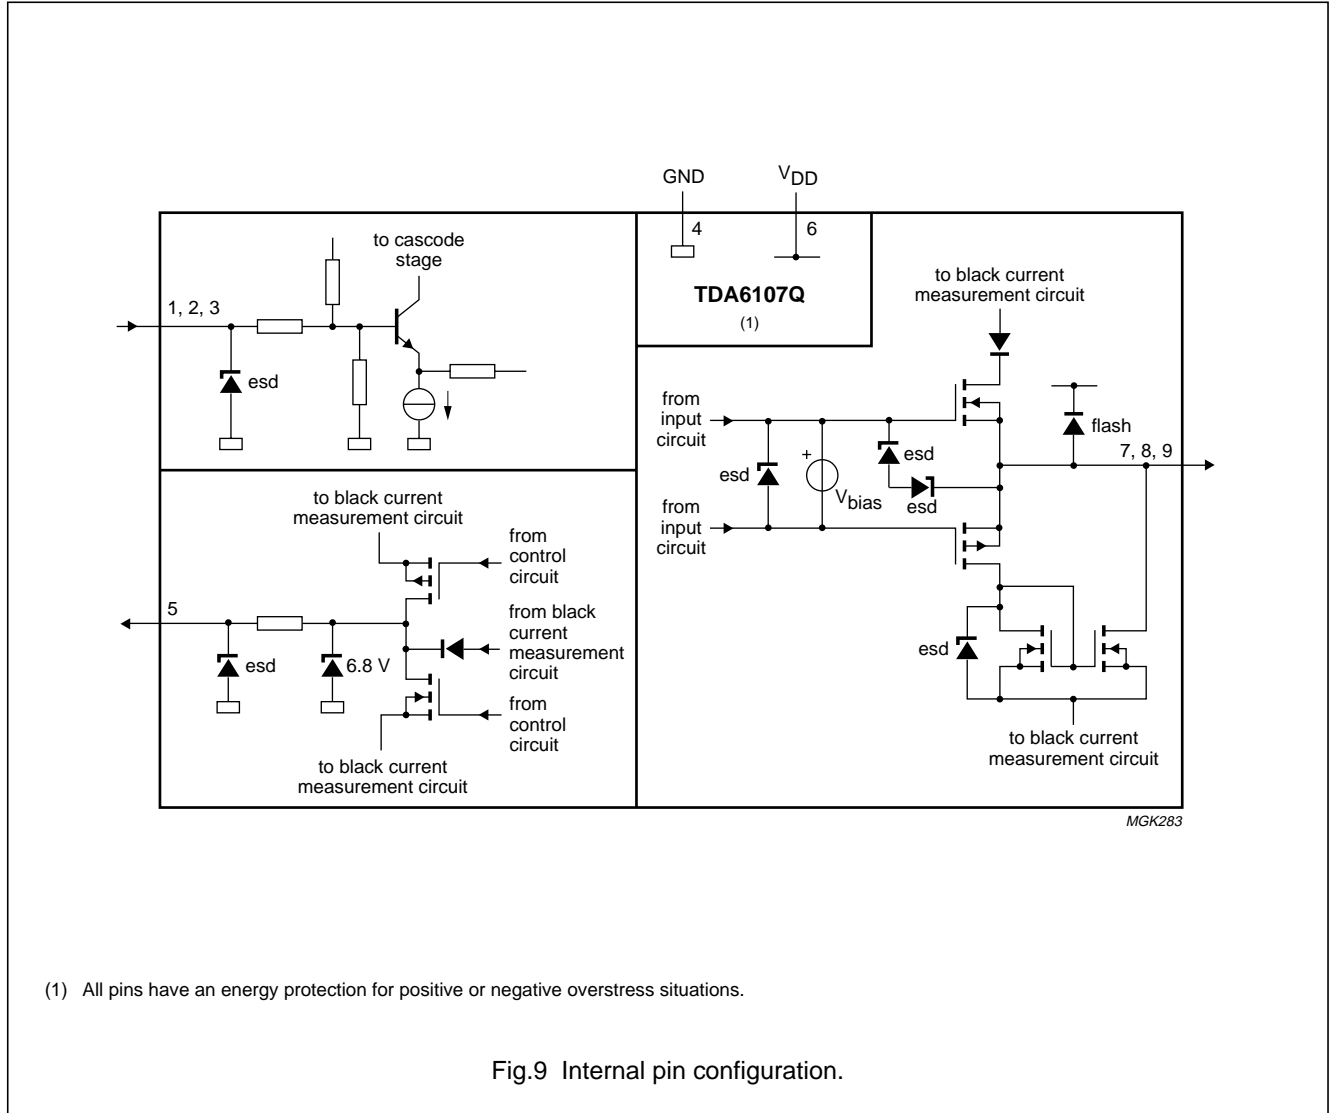 GND
VDD
4
6
TDA6107Q
(1)
to cascode
stage
1, 2, 3
esd
to black current
measurement circuit
from
input
circuit
esd
+
Vbias
esd
esd
flash
7, 8, 9
from
input
circuit
esd
to black current
measurement circuit
to black current
measurement circuit
from
control
circuit
5
from black
current
measurement
circuit
esd
6.8 V
from
control
circuit
to black current
measurement circuit
MGK283
(1) All pins have an energy protection for positive or negative overstress situations.
Fig.9 Internal pin configuration.